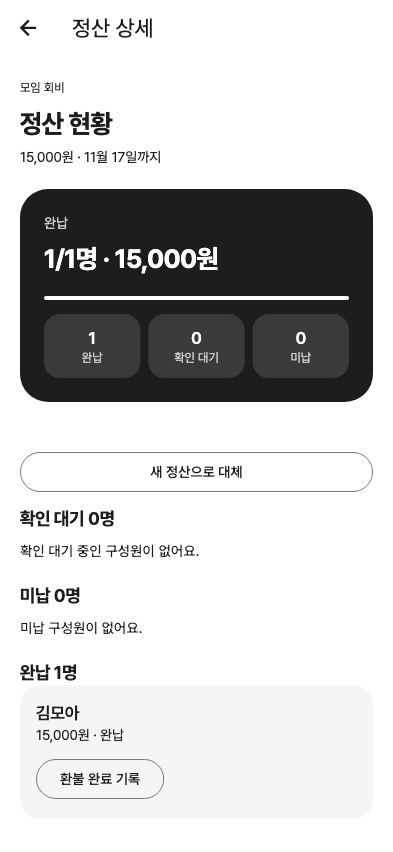 정산 상세
모임 회비
정산 현황
15,000원 · 11월 17일까지
완납
1/1명 · 15,000원
1 0 0
완납 확인 대기 미납
새 정산으로 대체
확인 대기 0명
확인 대기 중인 구성원이 없어요.
미납 0명
미납 구성원이 없어요.
완납 1명
김모아
15,000원 · 완납
환불 완료 기록